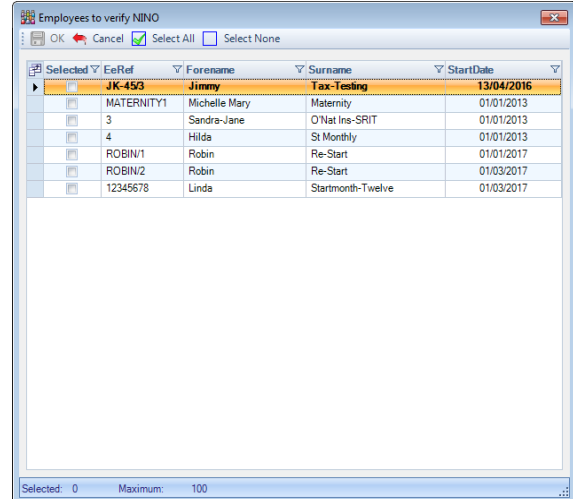 Employees to verify NINO
OK Cancel Select All Select None
Selected EeRef Forename Surname StartDate
JK-45/3 Jimmy Tax-Testing 13/04/2016
MATERNITY1 Michelle Mary Maternity 01/01/2013
3 Sandra-Jane O'Nat Ins-SRIT 01/01/2013
4 Hilda St Monthly 01/01/2013
ROBIN/1 Robin Re-Start 01/01/2017
ROBIN/2 Robin Re-Start 01/03/2017
12345678 Linda Startmonth-Twelve 01/03/2017
Selected: 0 Maximum: 100